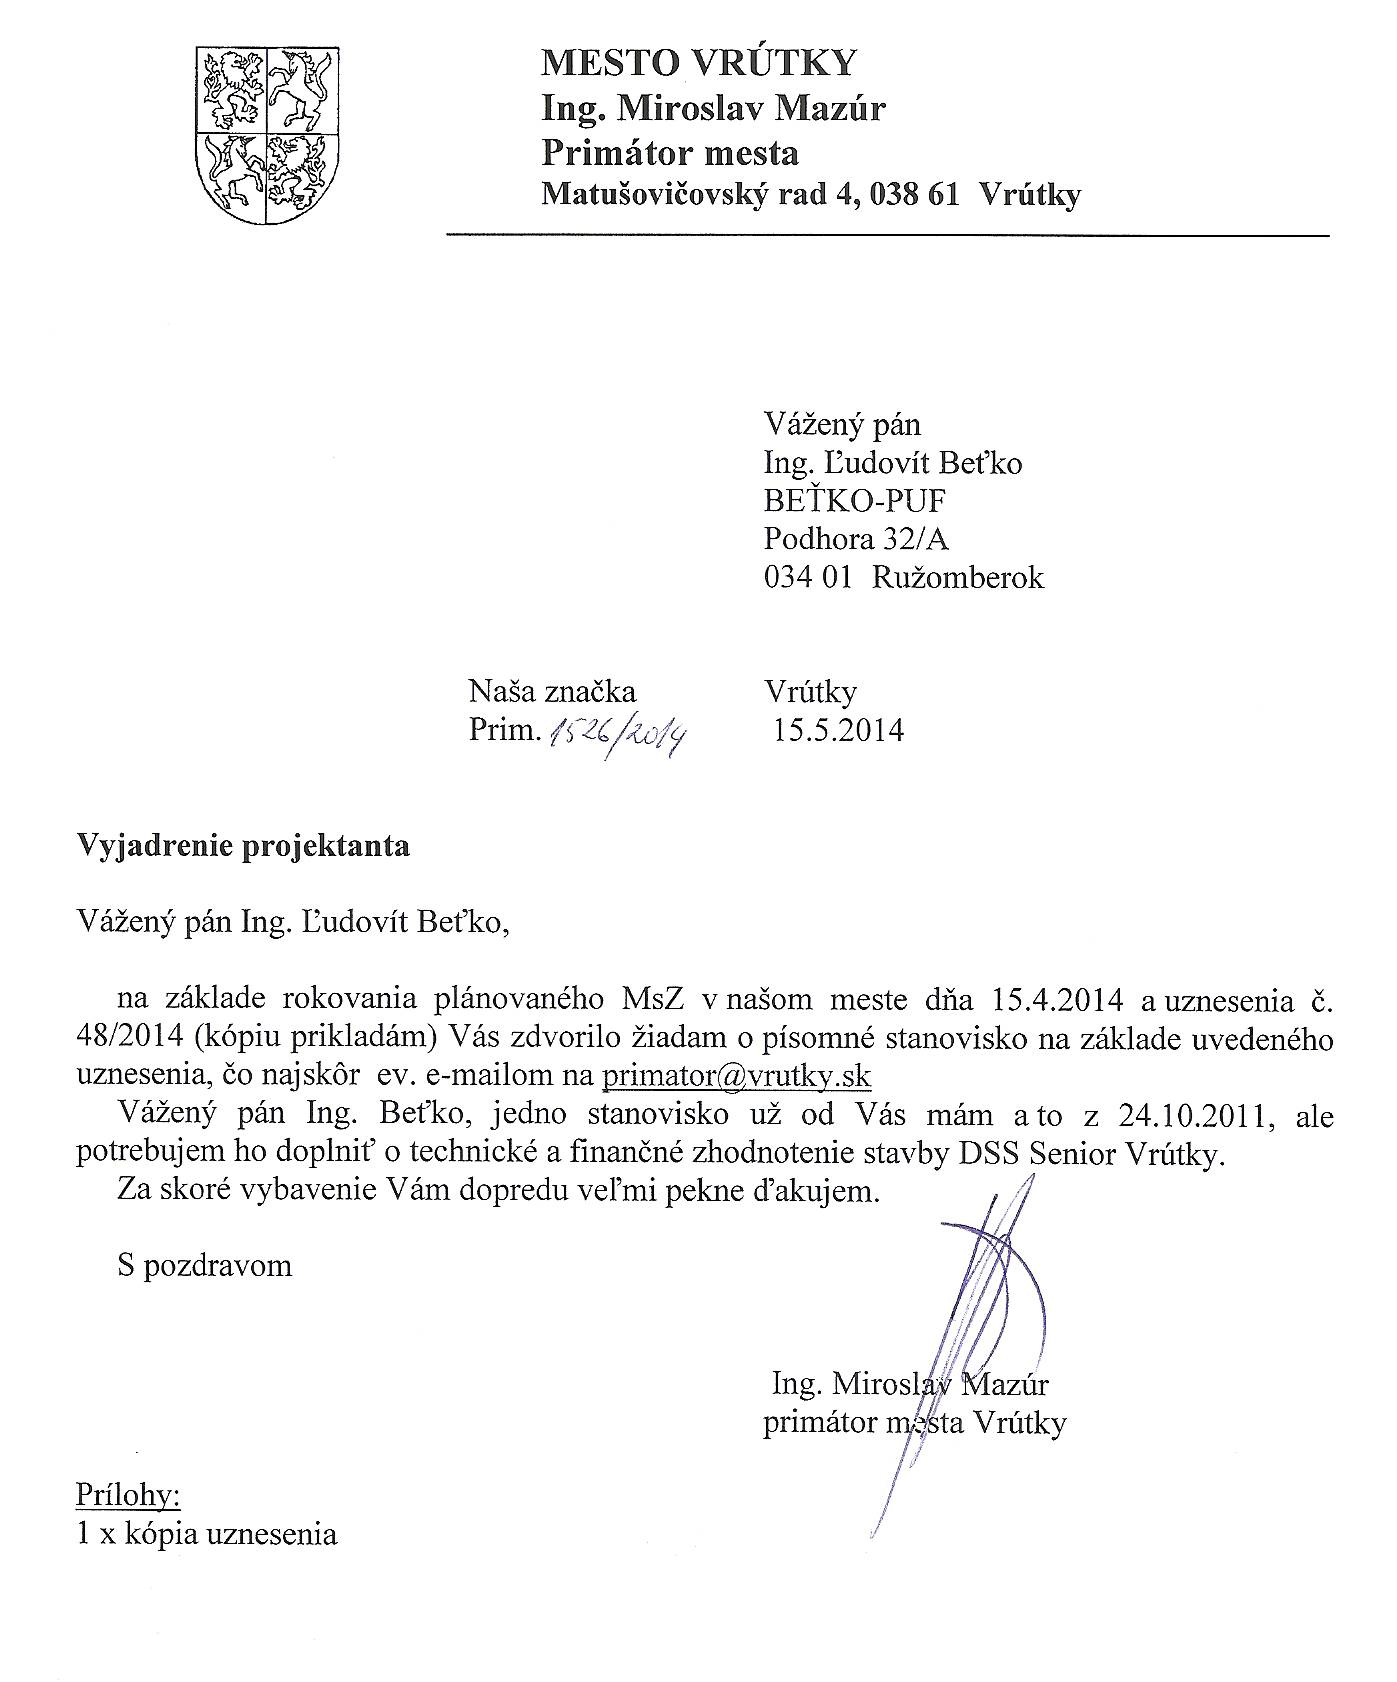 MESTO VRÚTKY
Ing. Miroslav Mazúr
Primátor mesta
Matušovičovský rad 4, 038 61 Vrútky
Vážený pán
Ing. Ľudovít Beťko
BEŤKO-PUF
Podhora 32/A
034 01 Ružomberok
Naša značka Vrútky
Prim. 1526/2014 15.5.2014
Vyjadrenie projektanta
Vážený pán Ing. Ľudovít Beťko,
na základe rokovania plánovaného MsZ v našom meste dňa 15.4.2014 a uznesenia č.
48/2014 (kópiu prikladám) Vás zdvorilo žiadam o písomné stanovisko na základe uvedeného
uznesenia, čo najskôr ev. e-mailom na primator@vrutky.sk
Vážený pán Ing. Beťko, jedno stanovisko už od Vás mám a to z 24.10.2011, ale
potrebujem ho doplniť o technické a finančné zhodnotenie stavby DSS Senior Vrútky.
Za skoré vybavenie Vám dopredu veľmi pekne ďakujem.
S pozdravom
Ing. Miroslav Mazúr
primátor mesta Vrútky
Prílohy:
1 x kópia uznesenia